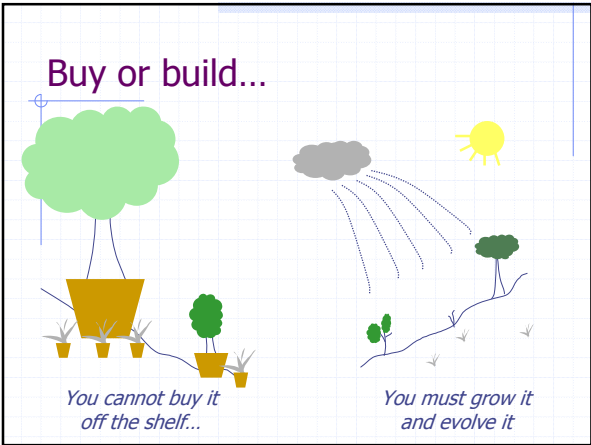 Buy or build...
You cannot buy it
off the shelf...
You must grow it
and evolve it